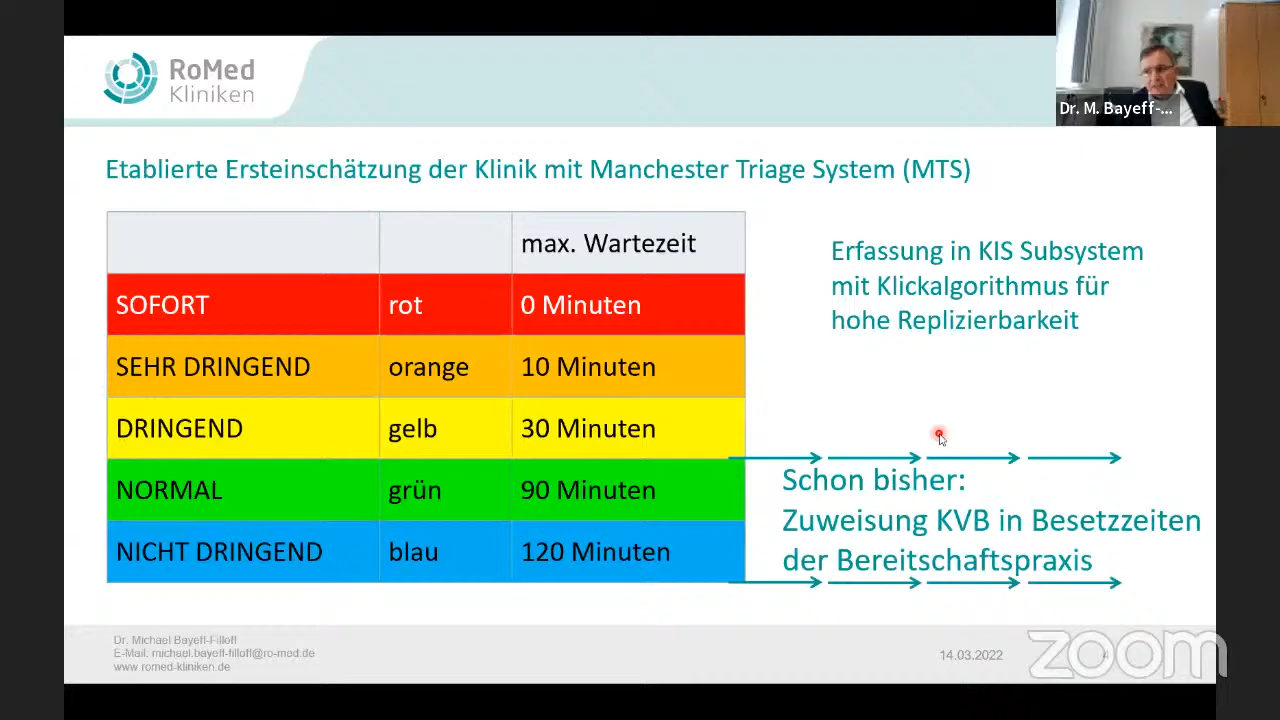 RoMed
Kliniken
Dr. M. Bayeff-...
Etablierte Ersteinschätzung der Klinik mit Manchester Triage System (MTS)
max. Wartezeit
SOFORT rot 0 Minuten
SEHR DRINGEND orange 10 Minuten
DRINGEND gelb 30 Minuten
NORMAL grün 90 Minuten
NICHT DRINGEND blau 120 Minuten
Erfassung in KIS Subsystem
mit Klickalgorithmus für
hohe Replizierbarkeit
Schon bisher:
Zuweisung KVB in Besetzzeiten
der Bereitschaftspraxis
Dr. Michael Bayeff-Filloff
E-Mail: michael.bayeff-filloff@ro-med.de
www.romed-kliniken.de
14.03.2022
4
zoom